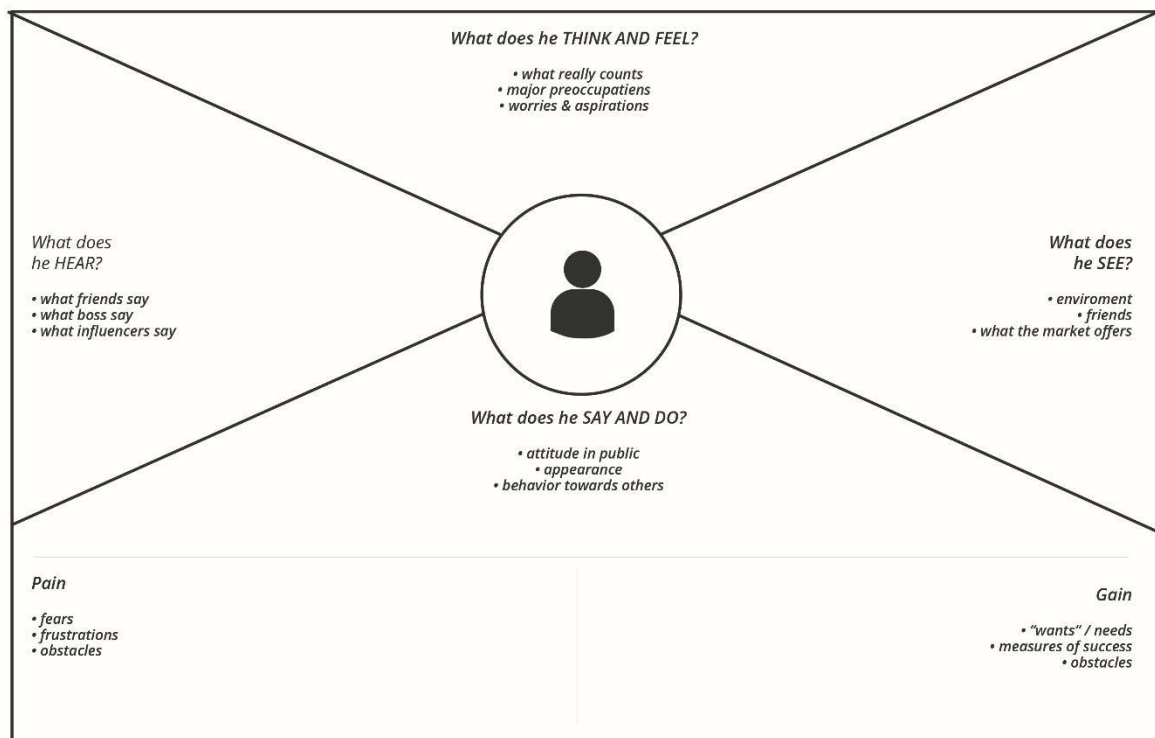 What does he THINK AND FEEL?
• what really counts
• major preoccupatiens
• worries & aspirations
What does
he HEAR?
• what friends say
• what boss say
• what influencers say
What does
he SEE?
• enviroment
• friends
• what the market offers
What does he SAY AND DO?
• attitude in public
• appearance
• behavior towards others
Pain
• fears
• frustrations
• obstacles
Gain
• “wants” / needs
• measures of success
• obstacles